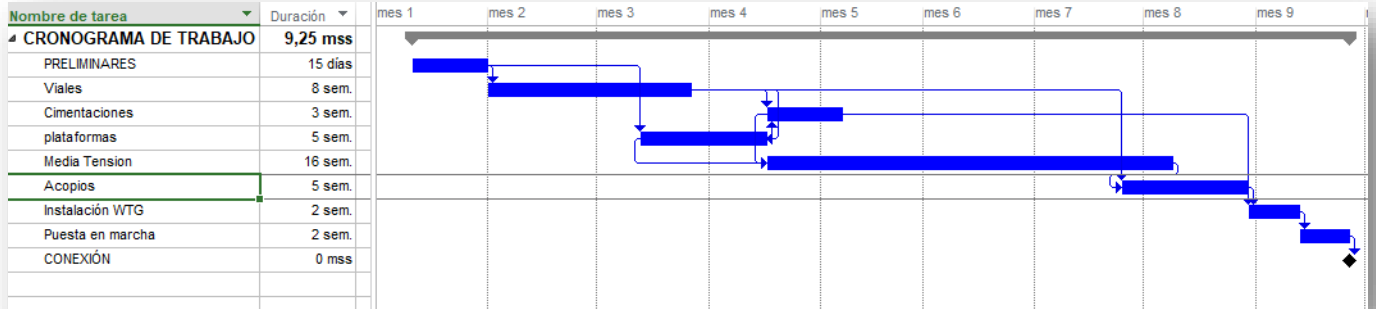 Nombre de tarea Duración mes 1 mes 2 mes 3 mes 4 mes 5 mes 6 mes 7 mes 8 mes 9
CRONOGRAMA DE TRABAJO 9,25 mss
PRELIMINARES 15 días
Viales 8 sem.
Cimentaciones 3 sem.
plataformas 5 sem.
Media Tension 16 sem.
Acopios 5 sem.
Instalación WTG 2 sem.
Puesta en marcha 2 sem.
CONEXIÓN 0 mss